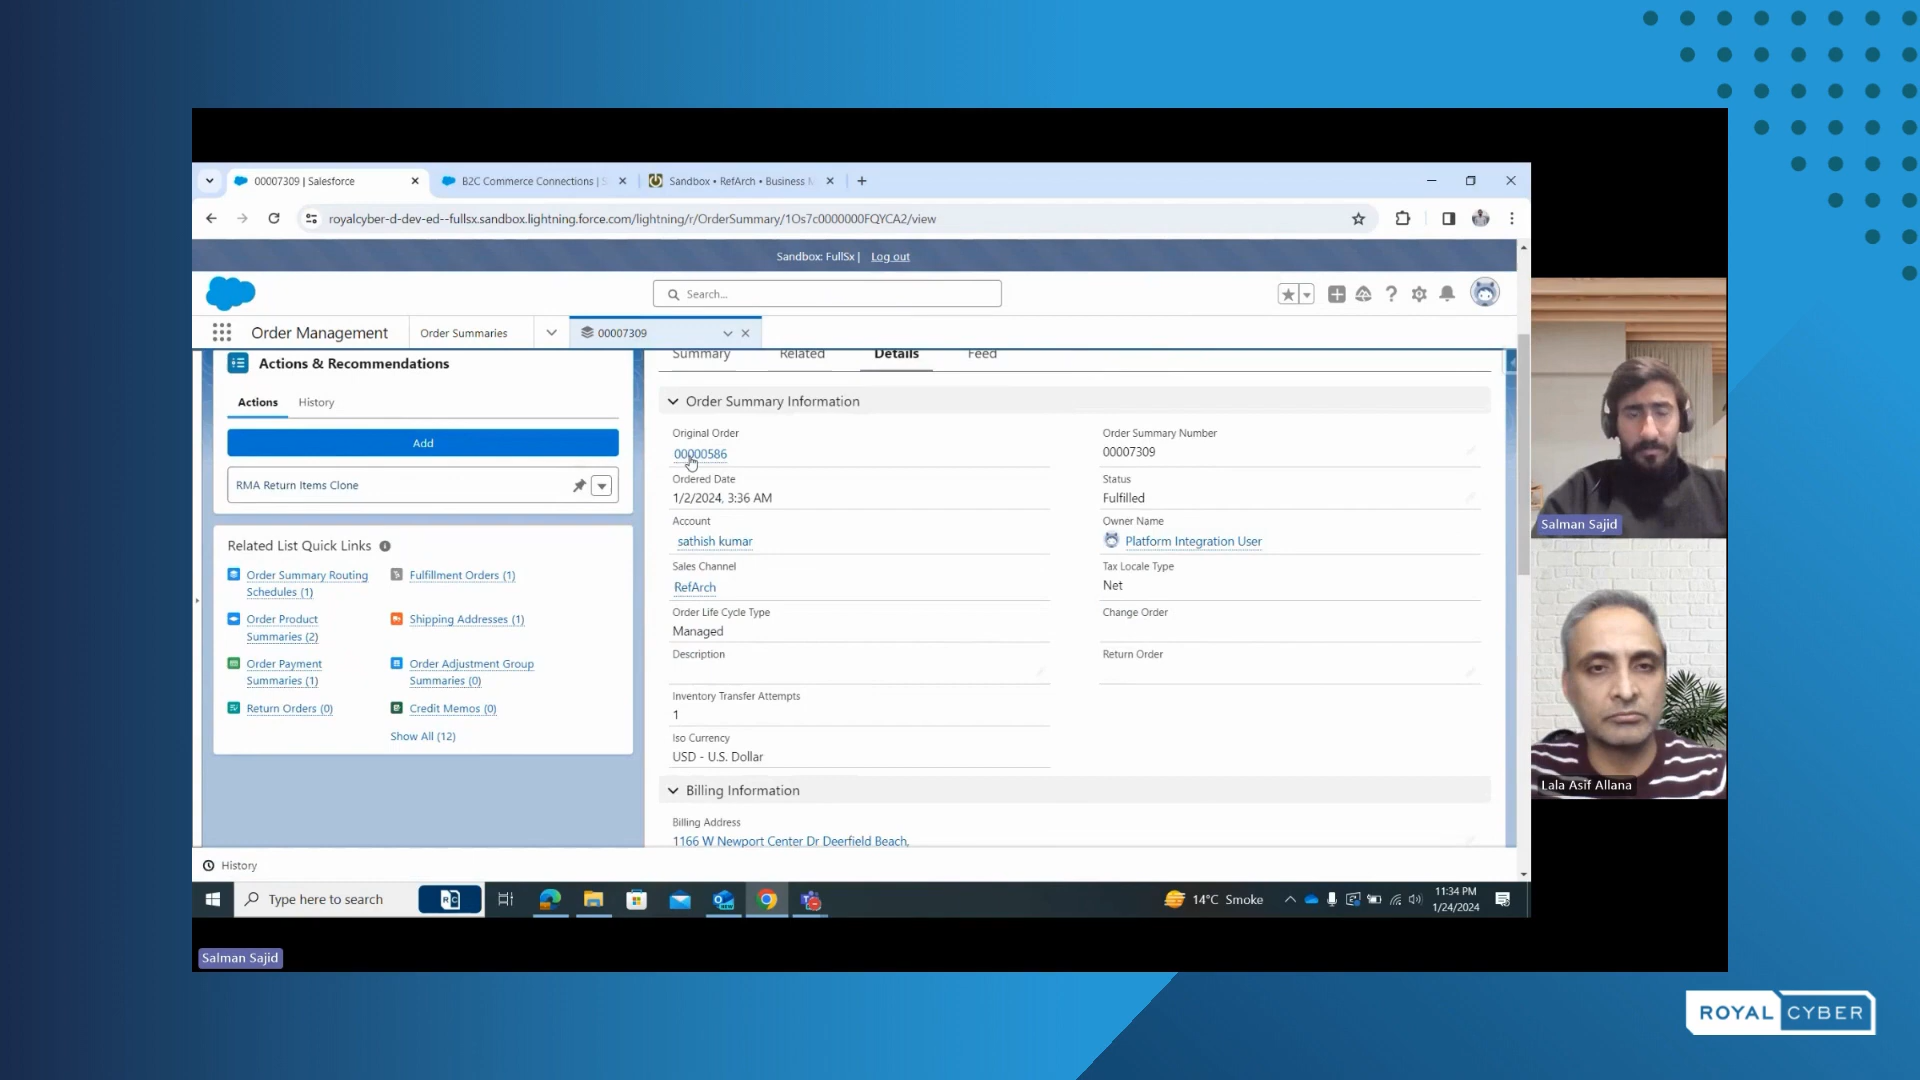 00007309 | Salesforce
B2C Commerce Connections | S
Sandbox • RefArch • Business M
royalcyber-d-dev-ed--fullsx.sandbox.lightning.force.com/lightning/r/OrderSummary/1Os7c0000000FQYCA2/view
Sandbox: FullSx | Log out
Search...
Order Management
Order Summaries
00007309
Actions & Recommendations
Actions
History
Add
RMA Return Items Clone
Related List Quick Links
Order Summary Routing
Schedules (1)
Fulfillment Orders (1)
Order Product
Summaries (2)
Shipping Addresses (1)
Order Payment
Summaries (1)
Order Adjustment Group
Summaries (0)
Return Orders (0)
Credit Memos (0)
Show All (12)
Summary
Related
Details
Feed
Order Summary Information
Original Order
00000586
Order Summary Number
00007309
Ordered Date
1/2/2024, 3:36 AM
Status
Fulfilled
Account
sathish kumar
Owner Name
Platform Integration User
Sales Channel
RefArch
Tax Locale Type
Net
Order Life Cycle Type
Managed
Change Order
Description
Return Order
Inventory Transfer Attempts
1
Iso Currency
USD - U.S. Dollar
Billing Information
Billing Address
1166 W Newport Center Dr Deerfield Beach,
History
Type here to search
RC
14°C Smoke
11:34 PM
1/24/2024
Salman Sajid
Lala Asif Allana
Salman Sajid
ROYAL CYBER